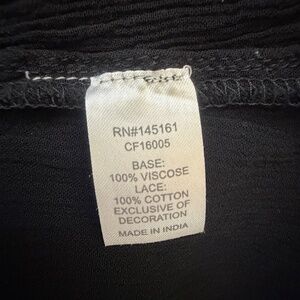 RN#145161
CF16005
BASE:
100% VISCOSE
LACE:
100% COTTON
EXCLUSIVE OF
DECORATION
MADE IN INDIA